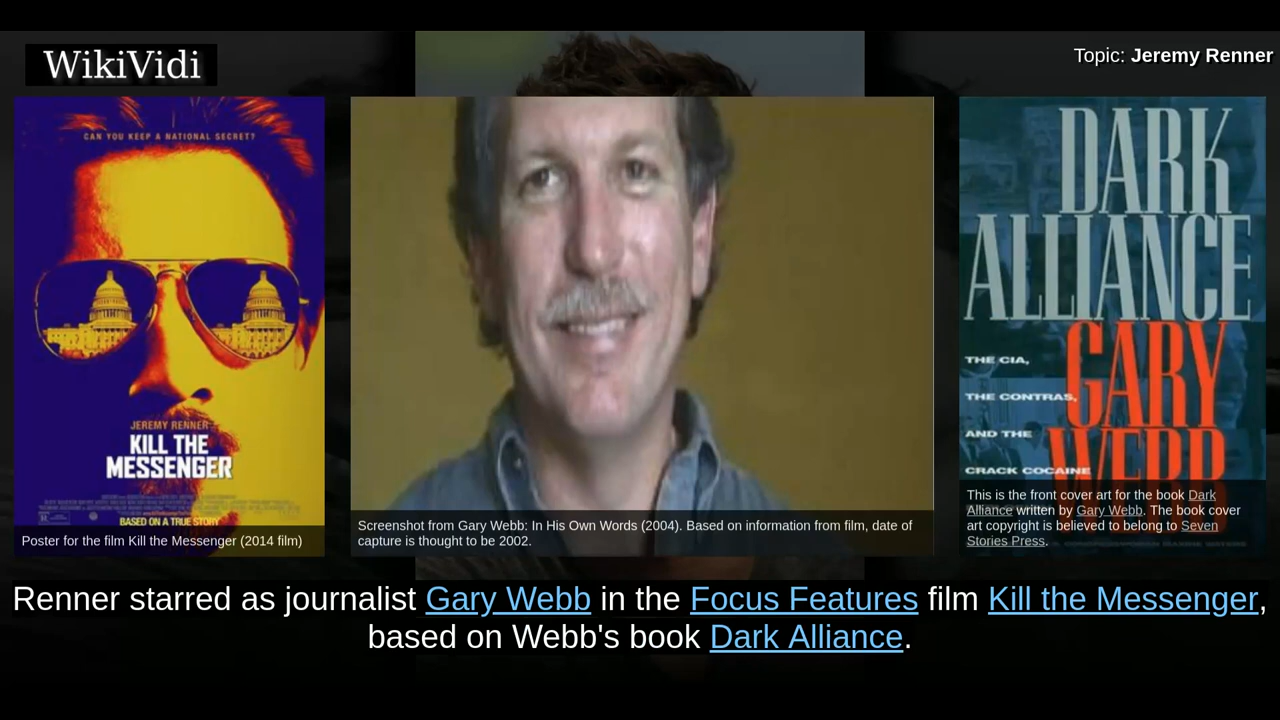 WikiVidi
Topic: Jeremy Renner
CAN YOU KEEP A NATIONAL SECRET?
JEREMY RENNER
KILL THE
MESSENGER
BASED ON A TRUE STORY
Poster for the film Kill the Messenger (2014 film)
Screenshot from Gary Webb: In His Own Words (2004). Based on information from film, date of
capture is thought to be 2002.
DARK
ALLIANCE
GARY
WEBB
THE CIA,
THE CONTRAS,
AND THE
CRACK COCAINE
This is the front cover art for the book Dark
Alliance written by Gary Webb. The book cover
art copyright is believed to belong to Seven
Stories Press.
Renner starred as journalist Gary Webb in the Focus Features film Kill the Messenger,
based on Webb's book Dark Alliance.